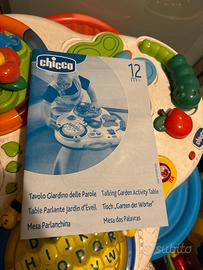 chicco
12
Tavolo Giardino delle Parole
Talking Garden Activity Table
Table Parlante Jardin d'Eveil
Tisch „Garten der Wörter"
Mesa Parlanchina
Mesa das Palavras
subito